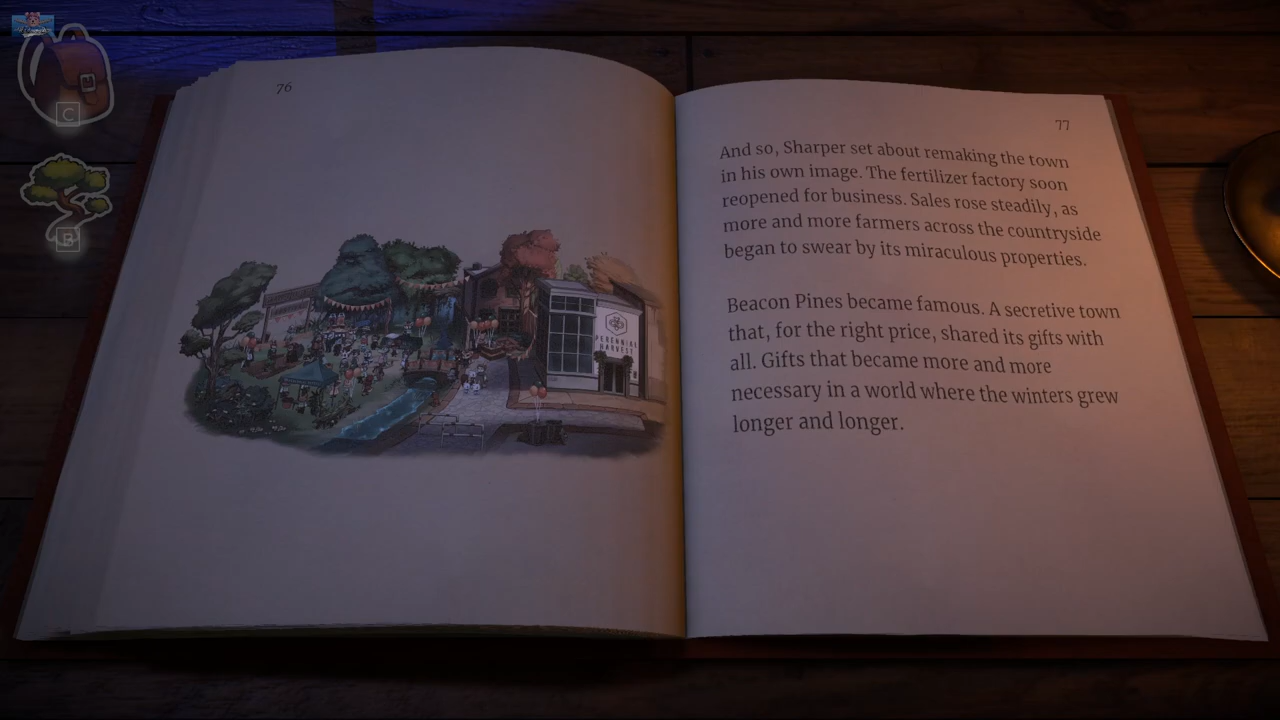 76
77
And so, Sharper set about remaking the town
in his own image. The fertilizer factory soon
reopened for business. Sales rose steadily, as
more and more farmers across the countryside
began to swear by its miraculous properties.
Beacon Pines became famous. A secretive town
that, for the right price, shared its gifts with
all. Gifts that became more and more
necessary in a world where the winters grew
longer and longer.
PERENNIAL
HARVEST
C